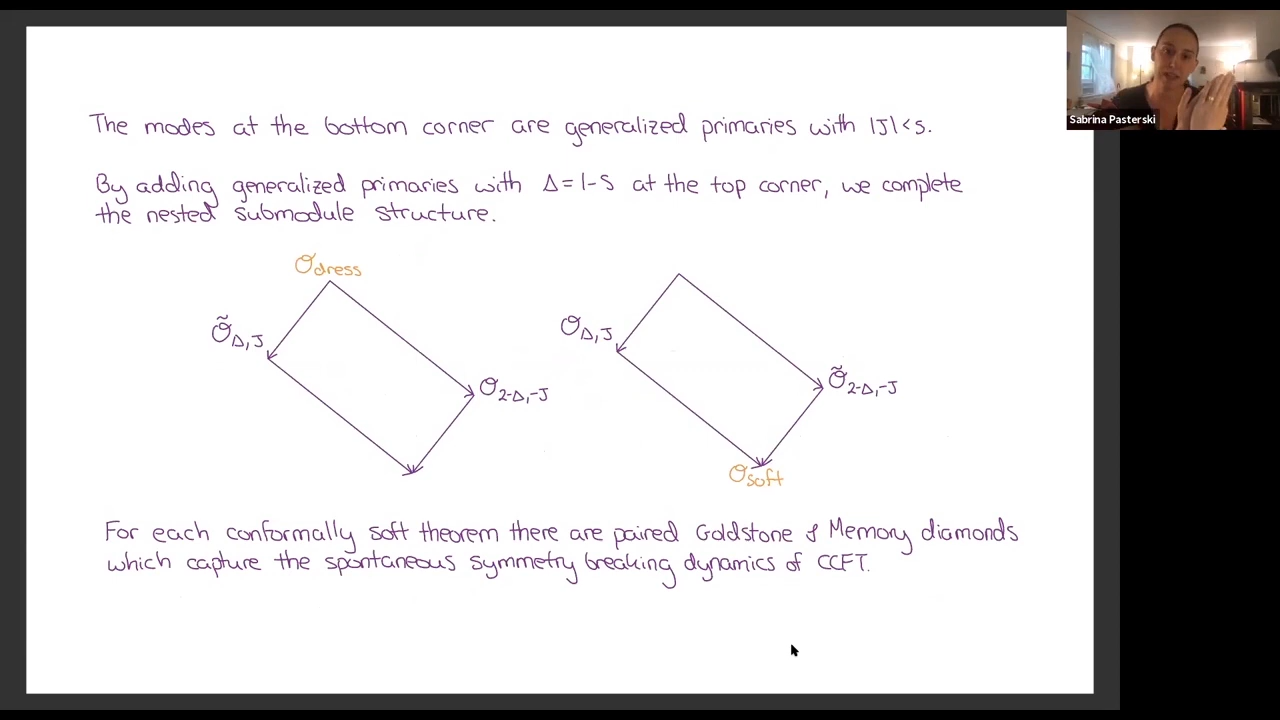 Sabrina Pasterski
The modes at the bottom corner are generalized primaries with |J|<s.
By adding generalized primaries with Δ=1-s at the top corner, we complete
the nested submodule structure.
O_dress
Õ_Δ,J
O_2-Δ,-J
O_Δ,J
Õ_2-Δ,-J
O_soft
For each conformally soft theorem there are paired Goldstone & Memory diamonds
which capture the spontaneous symmetry breaking dynamics of CCFT.